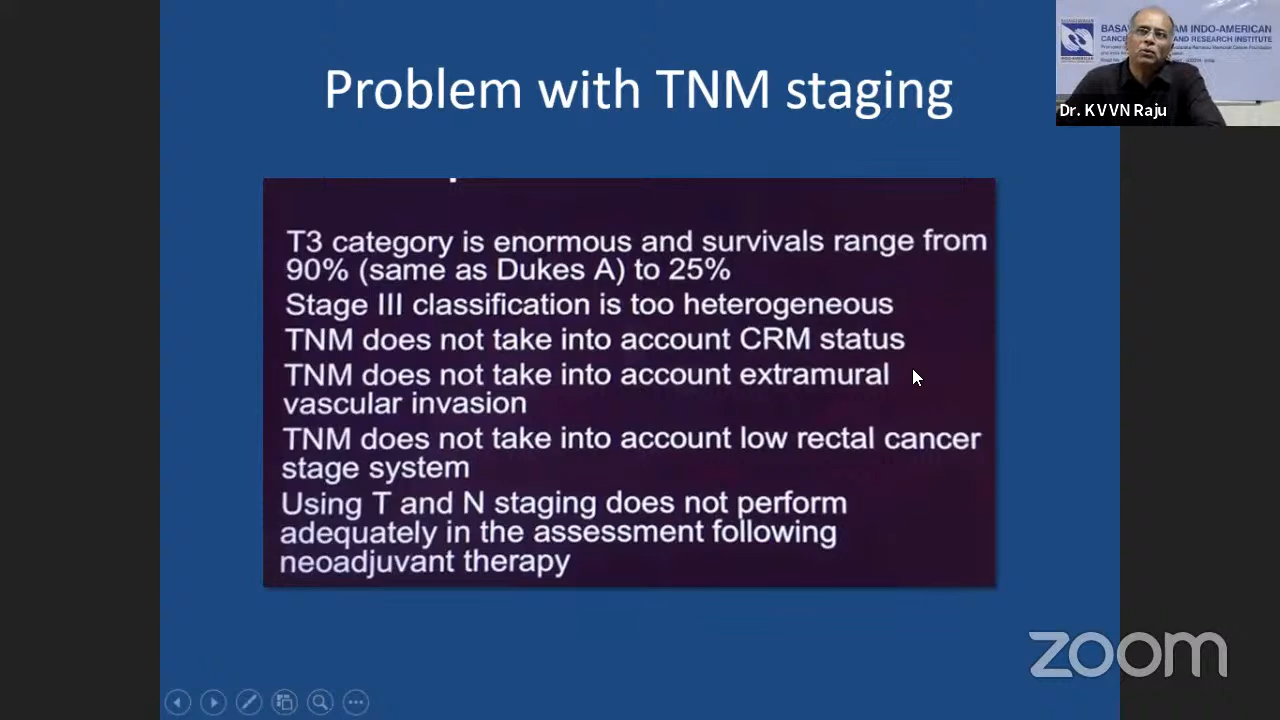 Problem with TNM staging
BASAV AM INDO-AMERICAN
CANCE AND RESEARCH INSTITUTE
Dr. KVVN Raju
T3 category is enormous and survivals range from
90% (same as Dukes A) to 25%
Stage III classification is too heterogeneous
TNM does not take into account CRM status
TNM does not take into account extramural
vascular invasion
TNM does not take into account low rectal cancer
stage system
Using T and N staging does not perform
adequately in the assessment following
neoadjuvant therapy
zoom